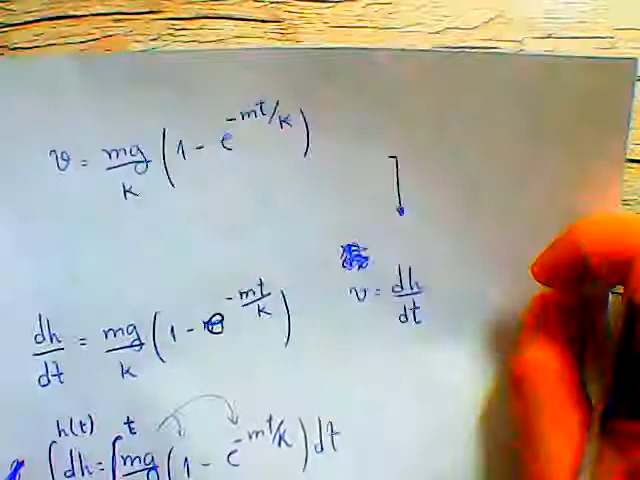 v = mg/k (1 - e^{-mt/k})
v = dh/dt
dh/dt = mg/k (1 - e^{-mt/k})
h(t) t
∫dh = ∫mg (1 - e^{-mt/k}) dt